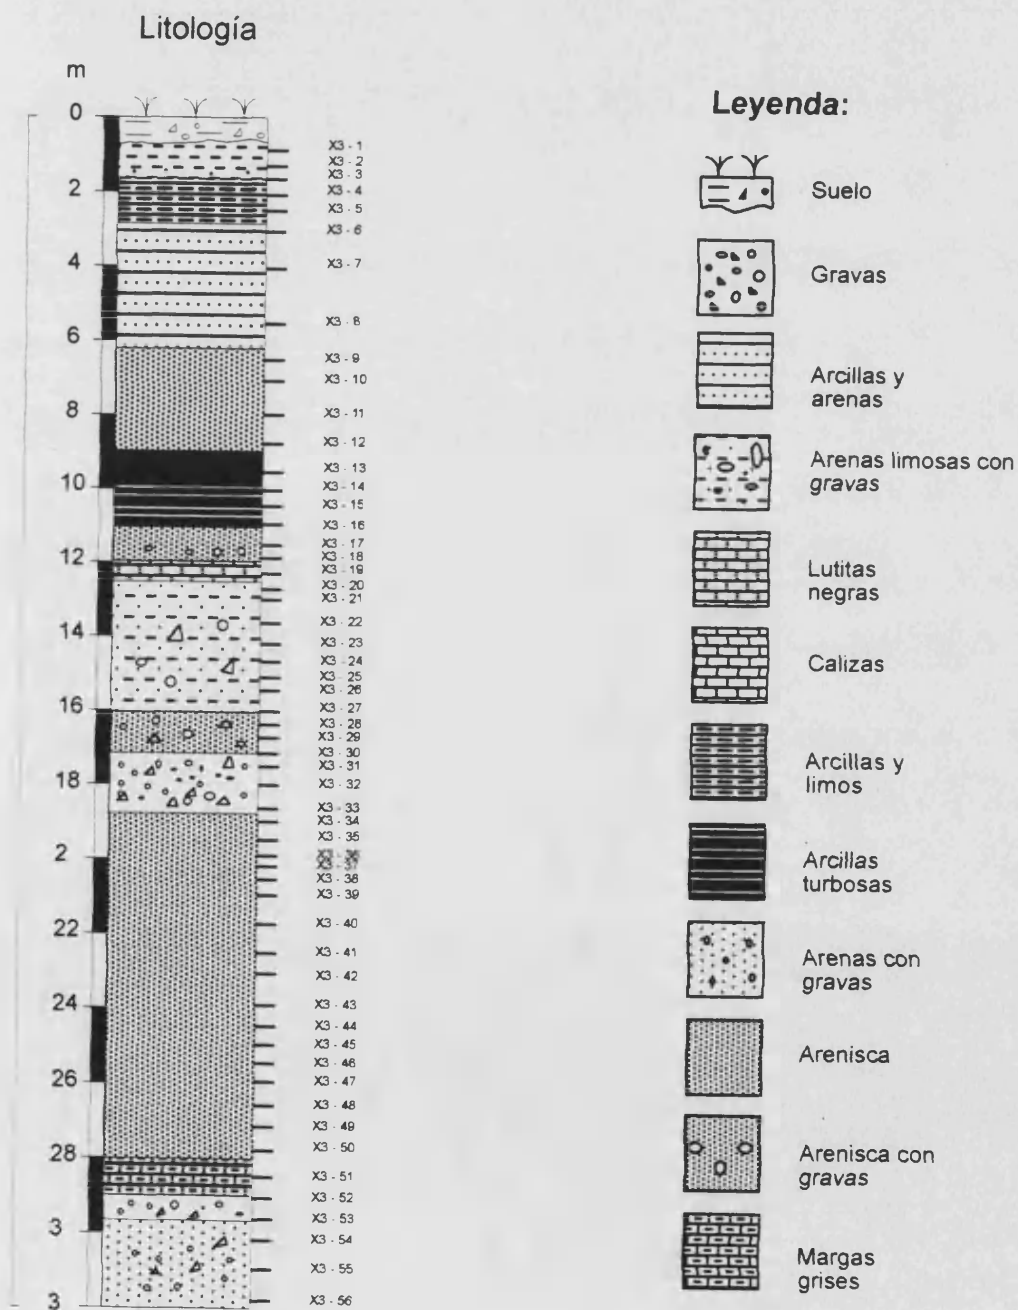 Litología
m
0
2
4
6
8
10
12
14
16
18
2
22
24
26
28
3
3
X3 - 1
X3 - 2
X3 - 3
X3 - 4
X3 - 5
X3 - 6
X3 - 7
X3 - 8
X3 - 9
X3 - 10
X3 - 11
X3 - 12
X3 - 13
X3 - 14
X3 - 15
X3 - 16
X3 - 17
X3 - 18
X3 - 19
X3 - 20
X3 - 21
X3 - 22
X3 - 23
X3 - 24
X3 - 25
X3 - 26
X3 - 27
X3 - 28
X3 - 29
X3 - 30
X3 - 31
X3 - 32
X3 - 33
X3 - 34
X3 - 35
X3 - 36
X3 - 37
X3 - 38
X3 - 39
X3 - 40
X3 - 41
X3 - 42
X3 - 43
X3 - 44
X3 - 45
X3 - 46
X3 - 47
X3 - 48
X3 - 49
X3 - 50
X3 - 51
X3 - 52
X3 - 53
X3 - 54
X3 - 55
X3 - 56
Leyenda:
Suelo
Gravas
Arcillas y
arenas
Arenas limosas con
gravas
Lutitas
negras
Calizas
Arcillas y
limos
Arcillas
turbosas
Arenas con
gravas
Arenisca
Arenisca con
gravas
Margas
grises